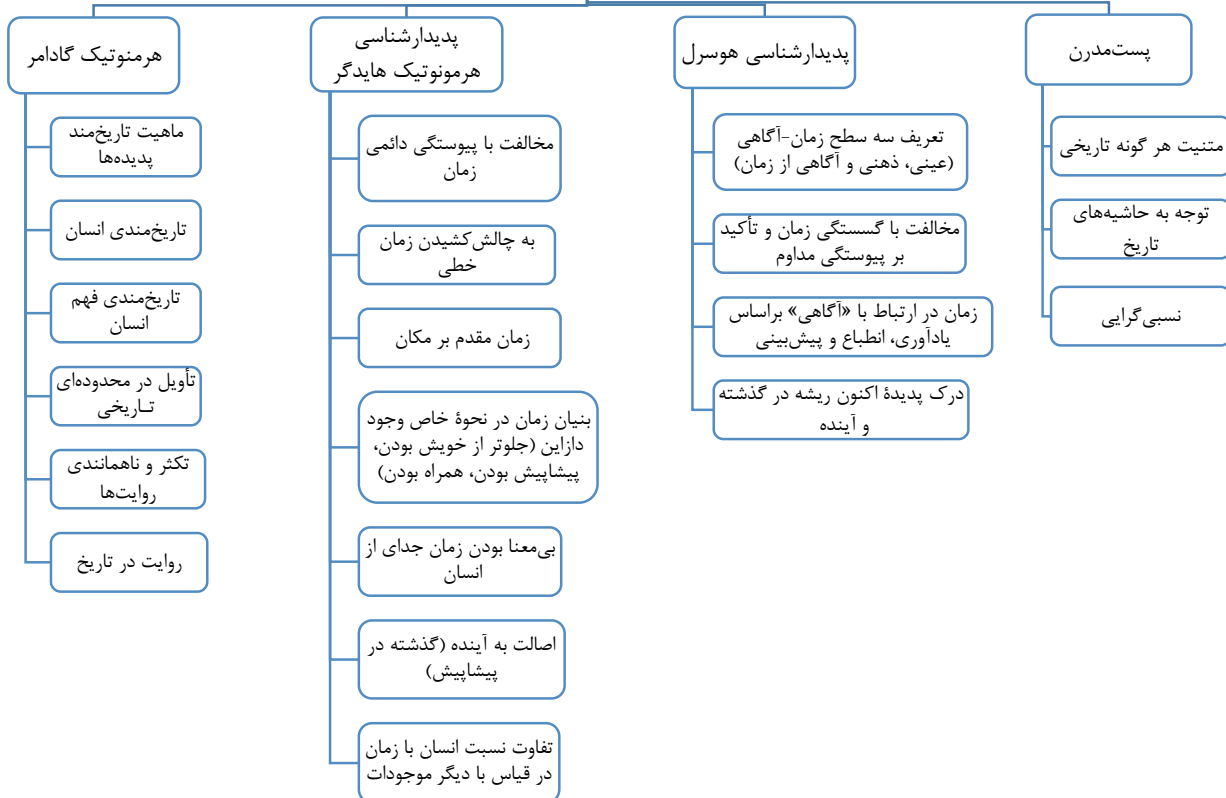 پست‌مدرن
متنیت هر گونه تاریخی
توجه به حاشیه‌های
تاریخ
نسبی‌گرایی
پدیدارشناسی هوسرل
تعریف سه سطح زمان-آگاهی
(عینی، ذهنی و آگاهی از زمان)
مخالفت با گسستگی زمان و تأکید
بر پیوستگی مداوم
زمان در ارتباط با «آگاهی» براساس
یادآوری، انطباع و پیش‌بینی
درک پدیدۀ اکنون ریشه در گذشته
و آینده
پدیدارشناسی
هرمونوتیک هایدگر
مخالفت با پیوستگی دائمی
زمان
به چالش‌کشیدن زمان
خطی
زمان مقدم بر مکان
بنیان زمان در نحوۀ خاص وجود
دازاین (جلوتر از خویش بودن،
پیشاپیش بودن، همراه بودن)
بی‌معنا بودن زمان جدای از
انسان
اصالت به آینده (گذشته در
پیشاپیش)
تفاوت نسبت انسان با زمان
در قیاس با دیگر موجودات
هرمنوتیک گادامر
ماهیت تاریخ‌مند
پدیده‌ها
تاریخ‌مندی انسان
تاریخ‌مندی فهم
انسان
تأویل در محدوده‌ای
تـاریخی
تکثر و ناهمانندی
روایت‌ها
روایت در تاریخ